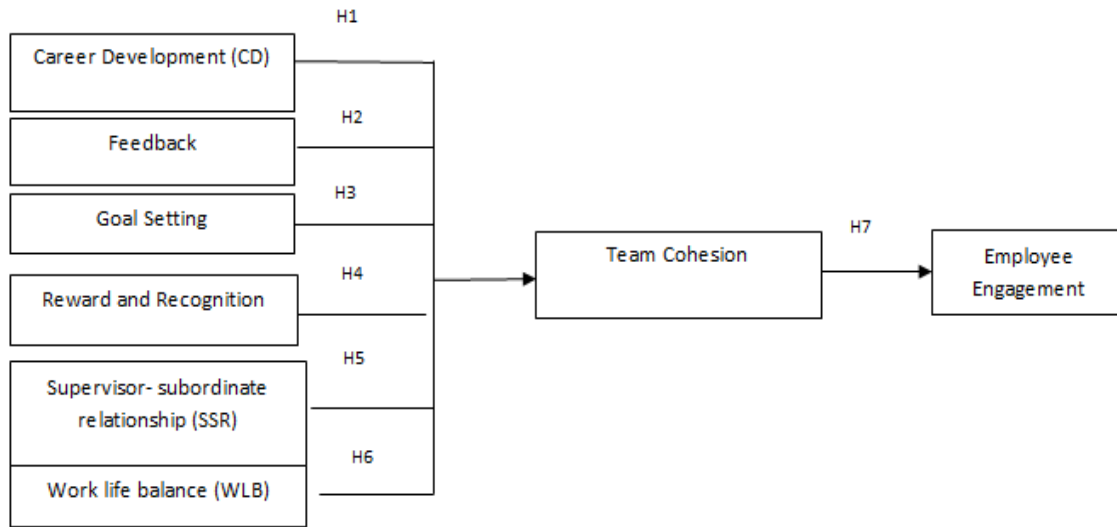 H1
Career Development (CD)
H2
Feedback
H3
Goal Setting
H4
Reward and Recognition
H5
Supervisor- subordinate
relationship (SSR)
H6
Work life balance (WLB)
Team Cohesion
H7
Employee
Engagement